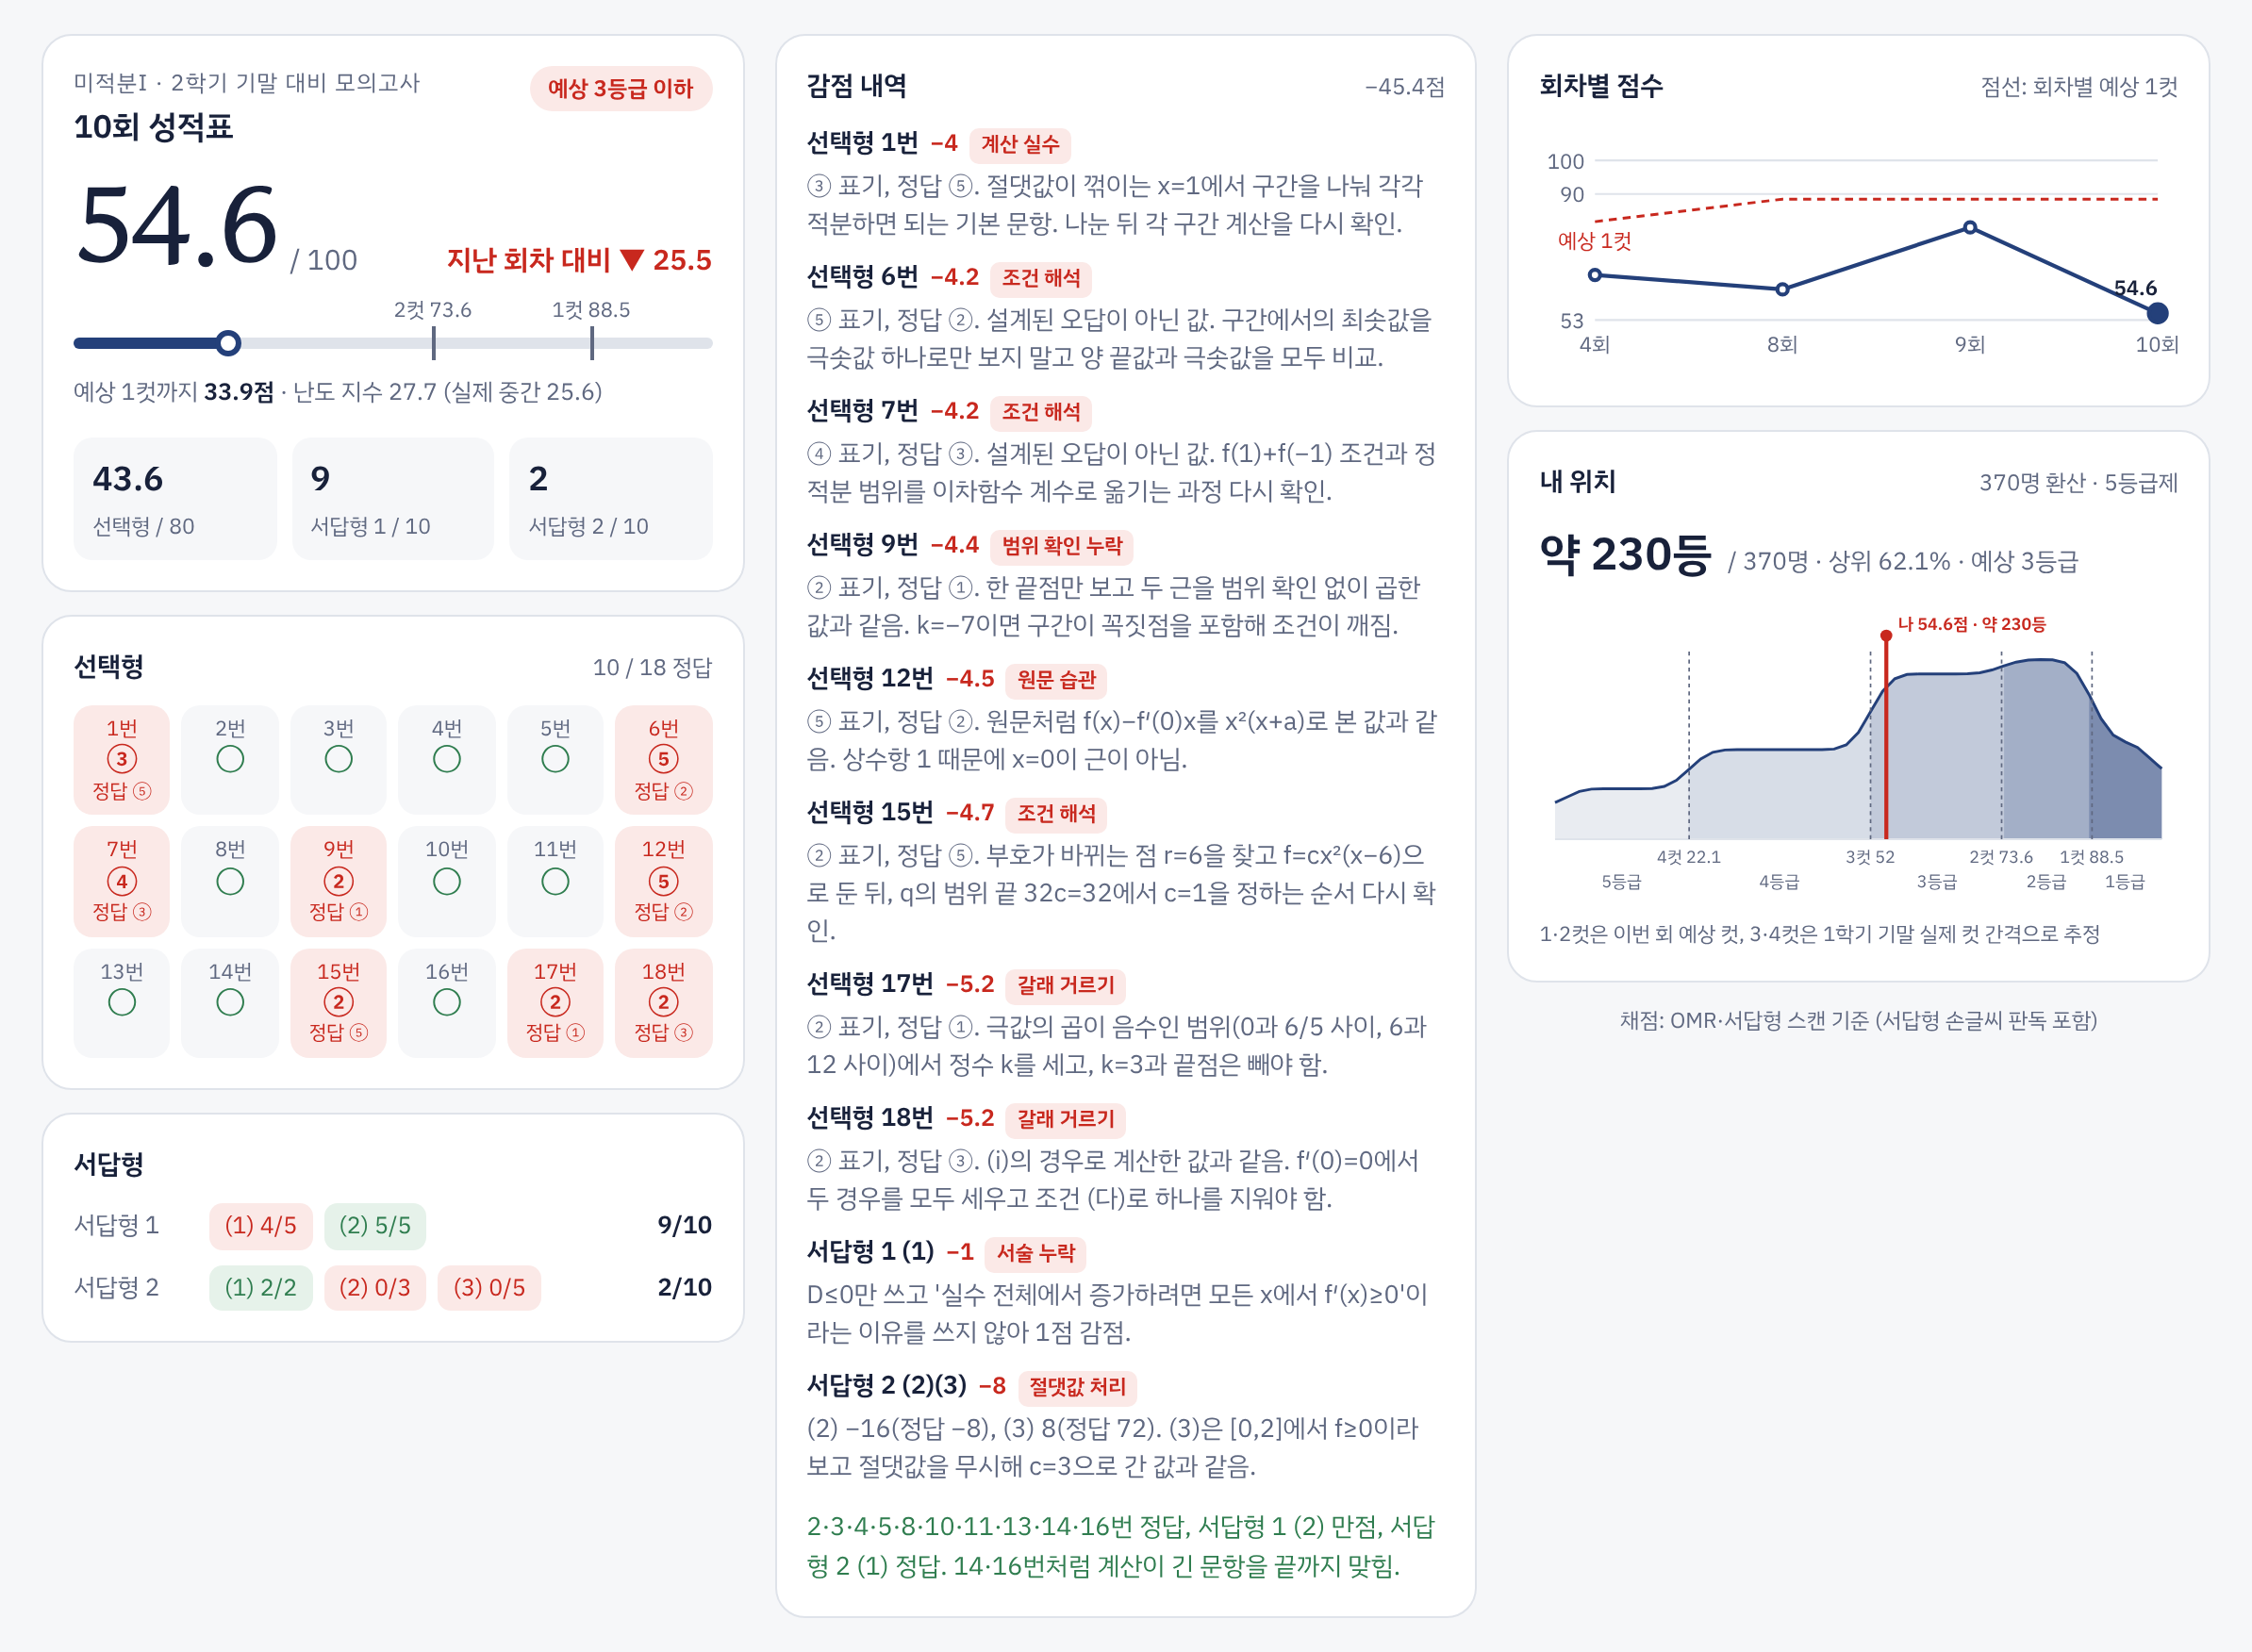 미적분I · 2학기 기말 대비 모의고사
10회 성적표
예상 3등급 이하
54.6 / 100
지난 회차 대비 ▼ 25.5
2컷 73.6
1컷 88.5
예상 1컷까지 33.9점 · 난도 지수 27.7 (실제 중간 25.6)
43.6
선택형 / 80
9
서답형 1 / 10
2
서답형 2 / 10
선택형
10 / 18 정답
1번
③
정답 ⑤
2번
3번
4번
5번
6번
⑤
정답 ②
7번
④
정답 ③
8번
9번
②
정답 ①
10번
11번
12번
⑤
정답 ②
13번
14번
15번
②
정답 ⑤
16번
17번
②
정답 ①
18번
②
정답 ③
서답형
서답형 1 (1) 4/5 (2) 5/5 9/10
서답형 2 (1) 2/2 (2) 0/3 (3) 0/5 2/10
감점 내역
−45.4점
선택형 1번 −4 계산 실수
③ 표기, 정답 ⑤. 절댓값이 꺾이는 x=1에서 구간을 나눠 각각
적분하면 되는 기본 문항. 나눈 뒤 각 구간 계산을 다시 확인.
선택형 6번 −4.2 조건 해석
⑤ 표기, 정답 ②. 설계된 오답이 아닌 값. 구간에서의 최솟값을
극솟값 하나로만 보지 말고 양 끝값과 극솟값을 모두 비교.
선택형 7번 −4.2 조건 해석
④ 표기, 정답 ③. 설계된 오답이 아닌 값. f(1)+f(−1) 조건과 정
적분 범위를 이차함수 계수로 옮기는 과정 다시 확인.
선택형 9번 −4.4 범위 확인 누락
② 표기, 정답 ①. 한 끝점만 보고 두 근을 범위 확인 없이 곱한
값과 같음. k=−7이면 구간이 꼭짓점을 포함해 조건이 깨짐.
선택형 12번 −4.5 원문 습관
⑤ 표기, 정답 ②. 원문처럼 f(x)−f′(0)x를 x²(x+a)로 본 값과 같
음. 상수항 1 때문에 x=0이 근이 아님.
선택형 15번 −4.7 조건 해석
② 표기, 정답 ⑤. 부호가 바뀌는 점 r=6을 찾고 f=cx²(x−6)으
로 둔 뒤, q의 범위 끝 32c=32에서 c=1을 정하는 순서 다시 확
인.
선택형 17번 −5.2 갈래 거르기
② 표기, 정답 ①. 극값의 곱이 음수인 범위(0과 6/5 사이, 6과
12 사이)에서 정수 k를 세고, k=3과 끝점은 빼야 함.
선택형 18번 −5.2 갈래 거르기
② 표기, 정답 ③. (i)의 경우로 계산한 값과 같음. f′(0)=0에서
두 경우를 모두 세우고 조건 (다)로 하나를 지워야 함.
서답형 1 (1) −1 서술 누락
D≤0만 쓰고 '실수 전체에서 증가하려면 모든 x에서 f′(x)≥0'이
라는 이유를 쓰지 않아 1점 감점.
서답형 2 (2)(3) −8 절댓값 처리
(2) −16(정답 −8), (3) 8(정답 72). (3)은 [0,2]에서 f≥0이라
보고 절댓값을 무시해 c=3으로 간 값과 같음.
2·3·4·5·8·10·11·13·14·16번 정답, 서답형 1 (2) 만점, 서답
형 2 (1) 정답. 14·16번처럼 계산이 긴 문항을 끝까지 맞힘.
회차별 점수
점선: 회차별 예상 1컷
100
90
예상 1컷
54.6
53
4회
8회
9회
10회
내 위치
370명 환산 · 5등급제
약 230등 / 370명 · 상위 62.1% · 예상 3등급
나 54.6점 · 약 230등
4컷 22.1
3컷 52
2컷 73.6
1컷 88.5
5등급
4등급
3등급
2등급
1등급
1·2컷은 이번 회 예상 컷, 3·4컷은 1학기 기말 실제 컷 간격으로 추정
채점: OMR·서답형 스캔 기준 (서답형 손글씨 판독 포함)